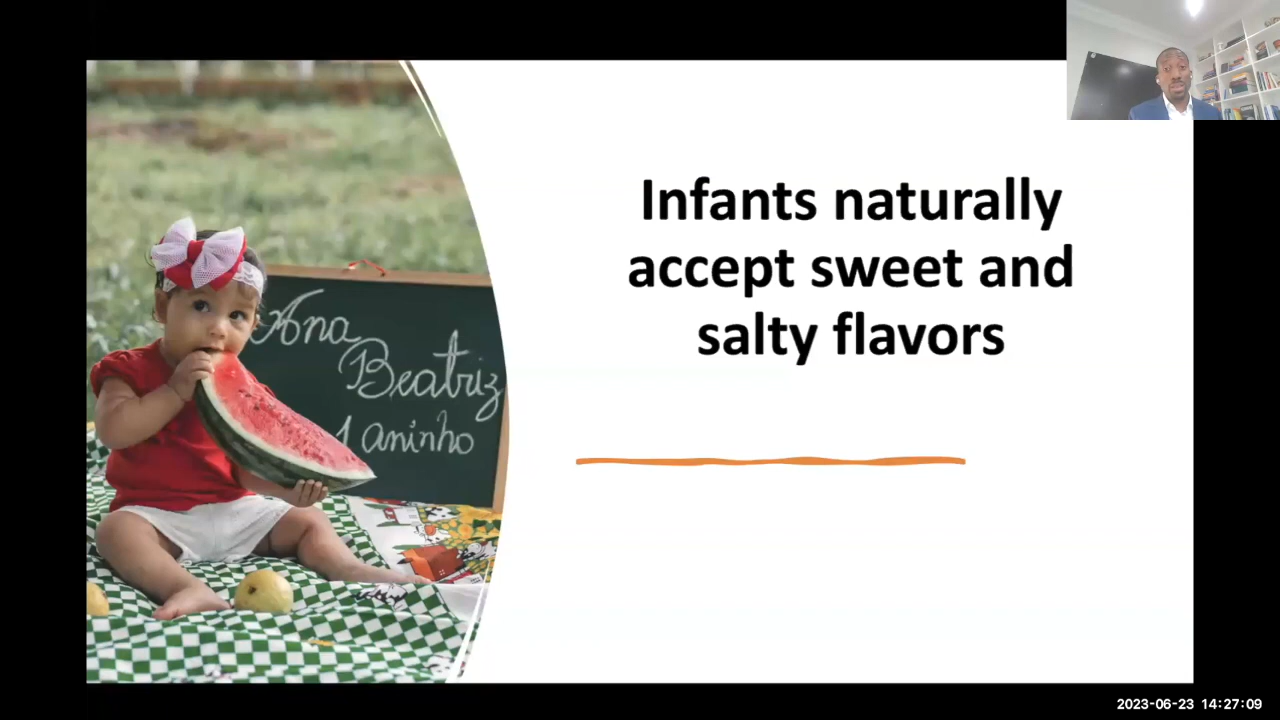 Infants naturally
accept sweet and
salty flavors
Ana
Beatriz
1 aninho
2023-06-23 14:27:09